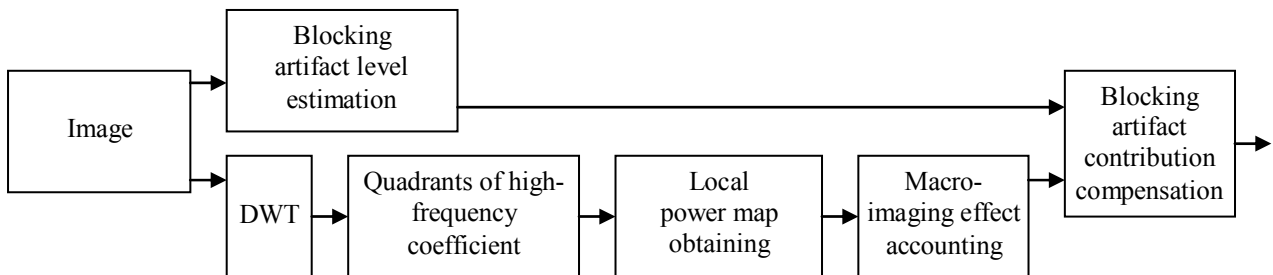 Image
Blocking
artifact level
estimation
DWT
Quadrants of high-
frequency
coefficient
Local
power map
obtaining
Macro-
imaging effect
accounting
Blocking
artifact
contribution
compensation